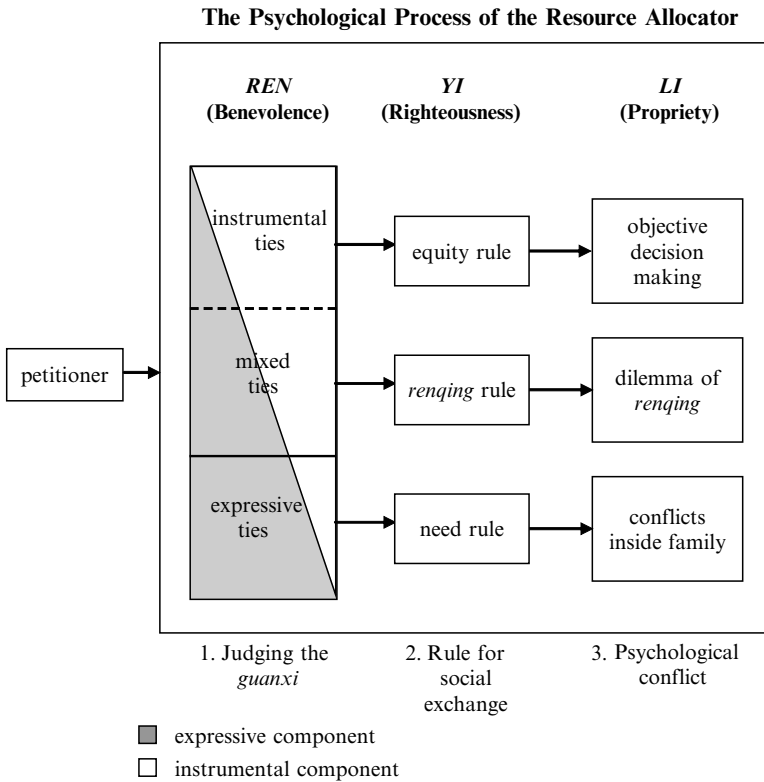 The Psychological Process of the Resource Allocator
REN
(Benevolence)
YI
(Righteousness)
LI
(Propriety)
instrumental
ties
equity rule
objective
decision
making
petitioner
mixed
ties
renqing rule
dilemma of
renqing
expressive
ties
need rule
conflicts
inside family
1. Judging the
guanxi
2. Rule for
social
exchange
3. Psychological
conflict
expressive component
instrumental component